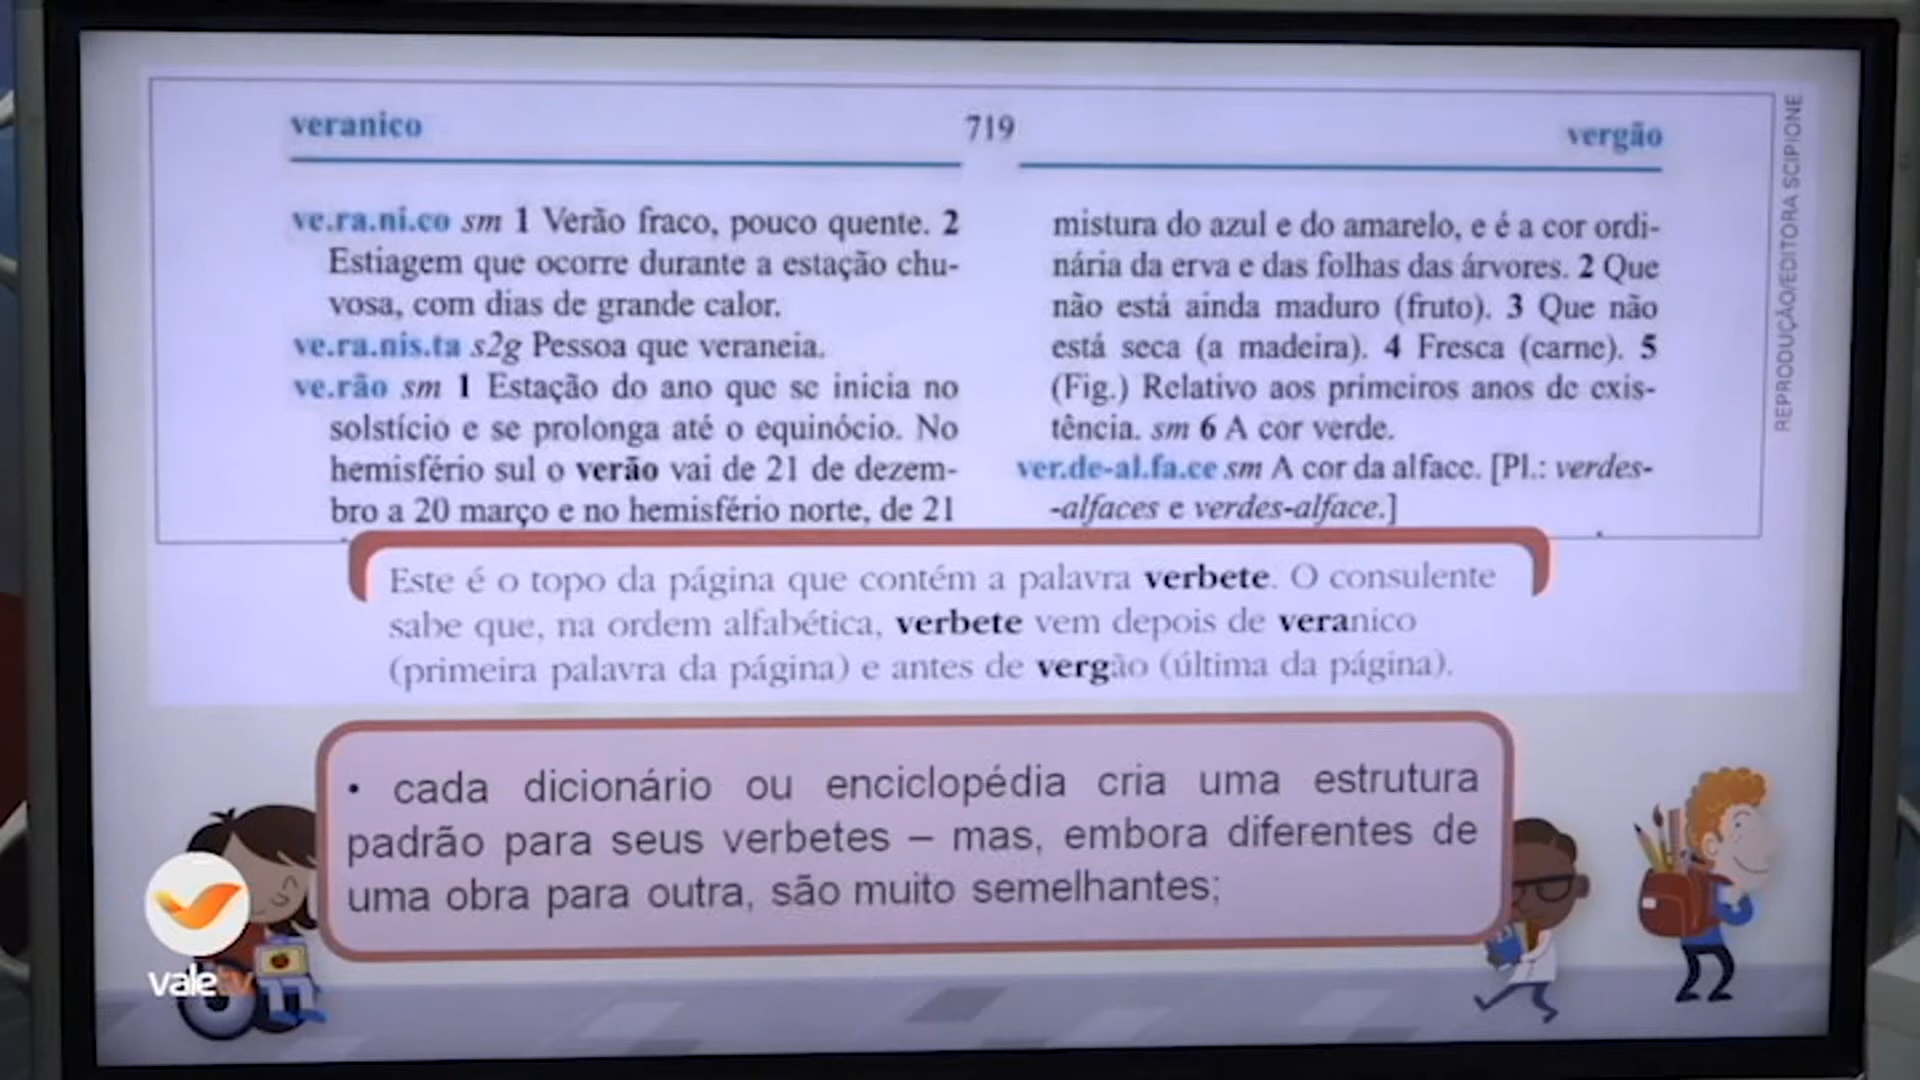 veranico
719
vergão
ve.ra.ni.co sm 1 Verão fraco, pouco quente. 2
Estiagem que ocorre durante a estação chu-
vosa, com dias de grande calor.
ve.ra.nis.ta s2g Pessoa que veraneia.
ve.rão sm 1 Estação do ano que se inicia no
solstício e se prolonga até o equinócio. No
hemisfério sul o verão vai de 21 de dezem-
bro a 20 março e no hemisfério norte, de 21
mistura do azul e do amarelo, e é a cor ordi-
nária da erva e das folhas das árvores. 2 Que
não está ainda maduro (fruto). 3 Que não
está seca (a madeira). 4 Fresca (carne). 5
(Fig.) Relativo aos primeiros anos de exis-
tência. sm 6 A cor verde.
ver.de-al.fa.ce sm A cor da alface. [Pl.: verdes-
-alfaces e verdes-alface.]
REPRODUÇÃO/EDITORA SCIPIONE
Este é o topo da página que contém a palavra verbete. O consulente
sabe que, na ordem alfabética, verbete vem depois de veranico
(primeira palavra da página) e antes de vergão (última da página).
• cada dicionário ou enciclopédia cria uma estrutura
padrão para seus verbetes – mas, embora diferentes de
uma obra para outra, são muito semelhantes;
valetv